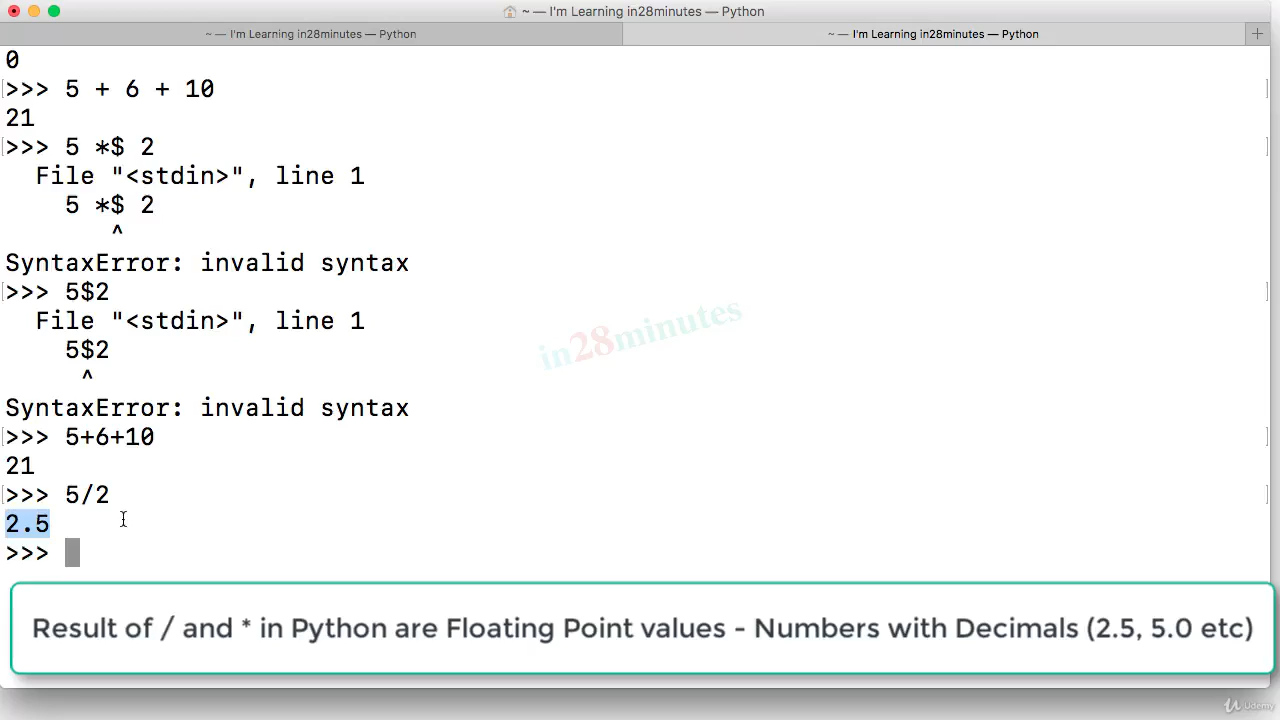 ~ — I'm Learning in28minutes — Python
~ — I'm Learning in28minutes — Python
~ — I'm Learning in28minutes — Python
+
0
>>> 5 + 6 + 10
21
>>> 5 *$ 2
  File "<stdin>", line 1
    5 *$ 2
       ^
SyntaxError: invalid syntax
>>> 5$2
  File "<stdin>", line 1
    5$2
     ^
SyntaxError: invalid syntax
>>> 5+6+10
21
>>> 5/2
2.5
>>>
in28minutes
Result of / and * in Python are Floating Point values - Numbers with Decimals (2.5, 5.0 etc)
Udemy